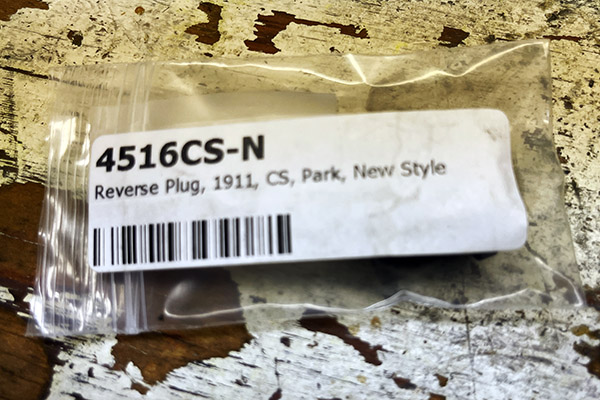 4516CS-N
Reverse Plug, 1911, CS, Park, New Style